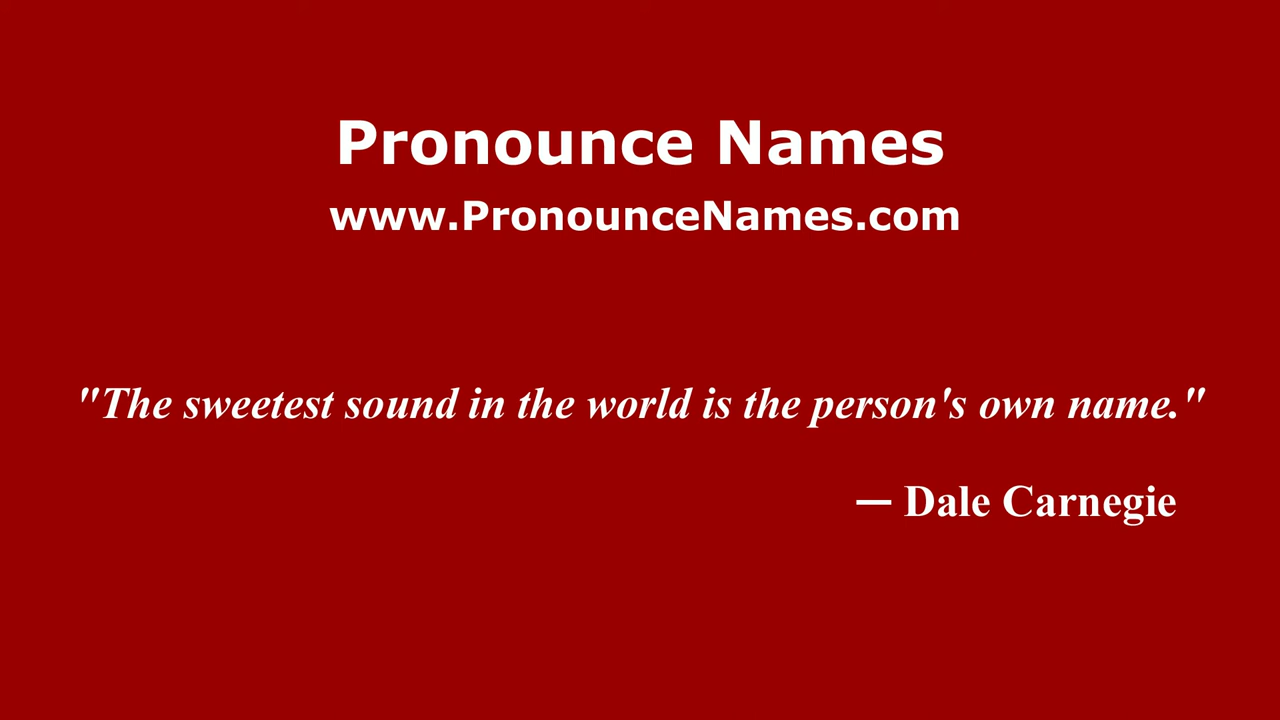 Pronounce Names
www.PronounceNames.com
"The sweetest sound in the world is the person's own name."
— Dale Carnegie